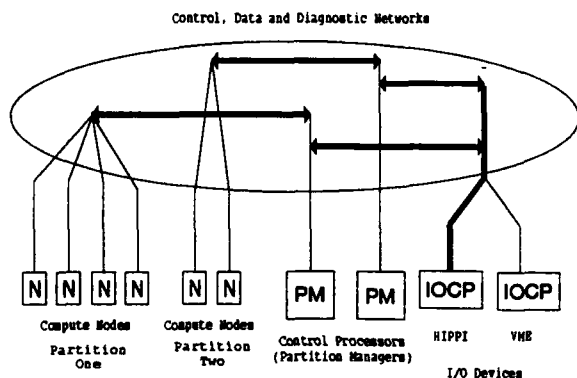 Control, Data and Diagnostic Networks
N N N N N N PM PM IOCP IOCP
Compute Nodes
Partition
One
Compute Nodes
Partition
Two
Control Processors
(Partition Managers)
HIPPI
VME
I/O Devices